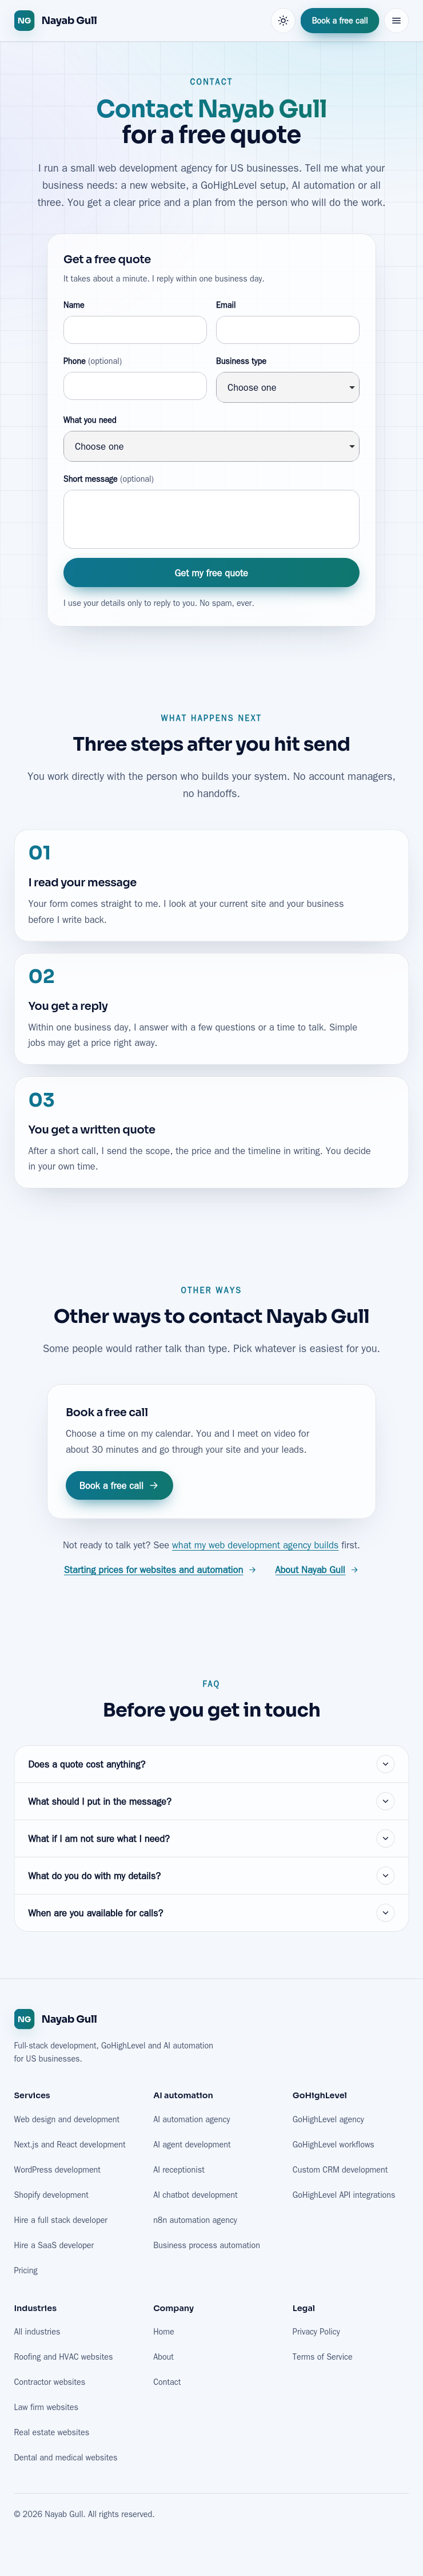 NG Nayab Gull Book a free call
CONTACT
Contact Nayab Gull
for a free quote
I run a small web development agency for US businesses. Tell me what your
business needs: a new website, a GoHighLevel setup, AI automation or all
three. You get a clear price and a plan from the person who will do the work.
Get a free quote
It takes about a minute. I reply within one business day.
Name Email
Phone (optional) Business type
Choose one
What you need
Choose one
Short message (optional)
Get my free quote
I use your details only to reply to you. No spam, ever.
WHAT HAPPENS NEXT
Three steps after you hit send
You work directly with the person who builds your system. No account managers,
no handoffs.
01
I read your message
Your form comes straight to me. I look at your current site and your business
before I write back.
02
You get a reply
Within one business day, I answer with a few questions or a time to talk. Simple
jobs may get a price right away.
03
You get a written quote
After a short call, I send the scope, the price and the timeline in writing. You decide
in your own time.
OTHER WAYS
Other ways to contact Nayab Gull
Some people would rather talk than type. Pick whatever is easiest for you.
Book a free call
Choose a time on my calendar. You and I meet on video for
about 30 minutes and go through your site and your leads.
Book a free call →
Not ready to talk yet? See what my web development agency builds first.
Starting prices for websites and automation → About Nayab Gull →
FAQ
Before you get in touch
Does a quote cost anything?
What should I put in the message?
What if I am not sure what I need?
What do you do with my details?
When are you available for calls?
NG Nayab Gull
Full-stack development, GoHighLevel and AI automation
for US businesses.
Services
Web design and development
Next.js and React development
WordPress development
Shopify development
Hire a full stack developer
Hire a SaaS developer
Pricing
AI automation
AI automation agency
AI agent development
AI receptionist
AI chatbot development
n8n automation agency
Business process automation
GoHighLevel
GoHighLevel agency
GoHighLevel workflows
Custom CRM development
GoHighLevel API integrations
Industries
All industries
Roofing and HVAC websites
Contractor websites
Law firm websites
Real estate websites
Dental and medical websites
Company
Home
About
Contact
Legal
Privacy Policy
Terms of Service
© 2026 Nayab Gull. All rights reserved.